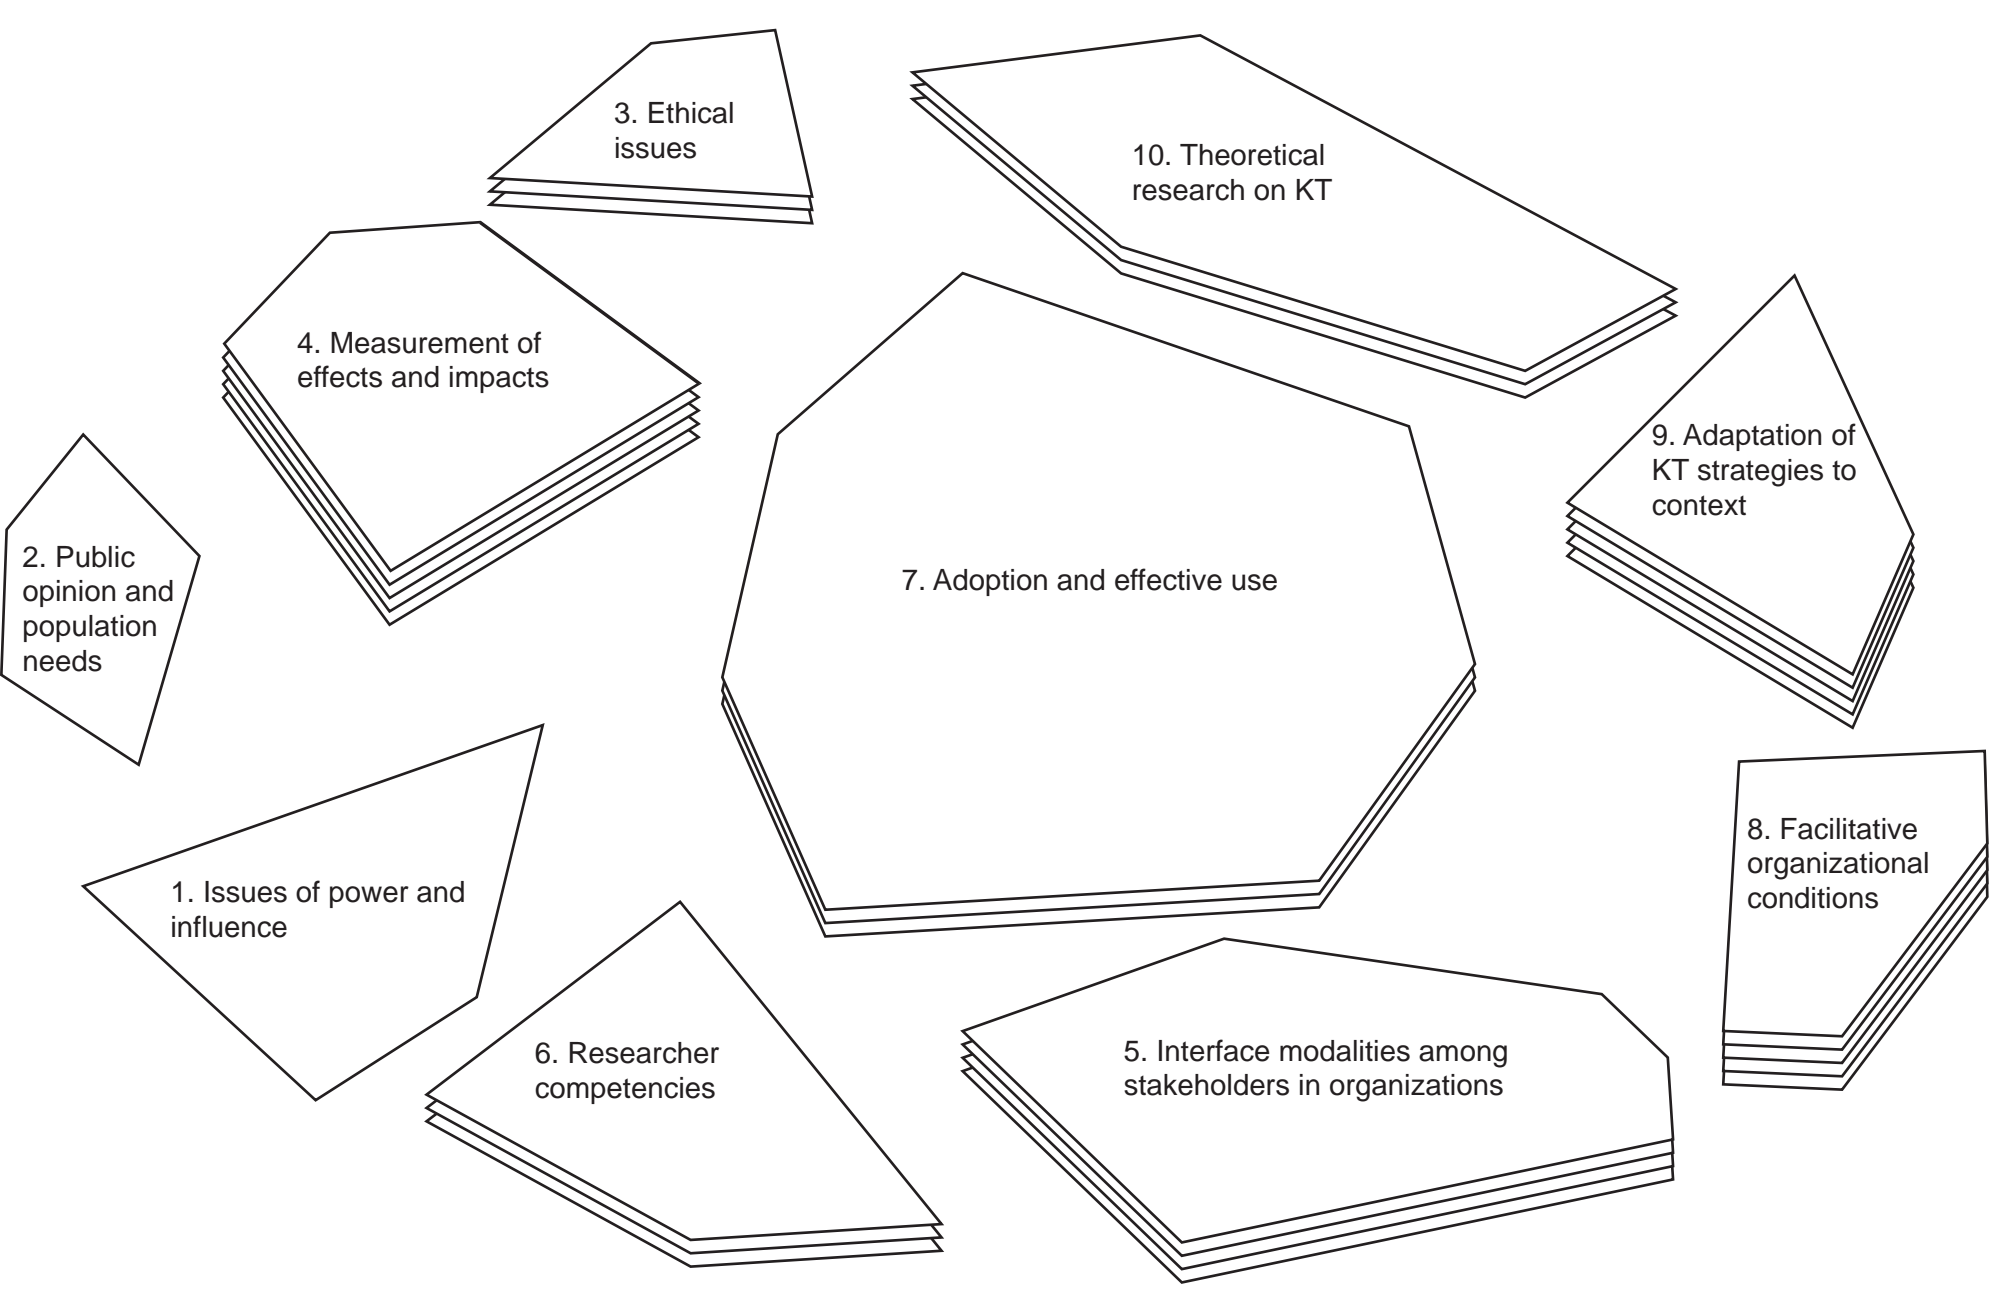 3. Ethical
issues
10. Theoretical
research on KT
4. Measurement of
effects and impacts
9. Adaptation of
KT strategies to
context
2. Public
opinion and
population
needs
7. Adoption and effective use
8. Facilitative
organizational
conditions
1. Issues of power and
influence
6. Researcher
competencies
5. Interface modalities among
stakeholders in organizations